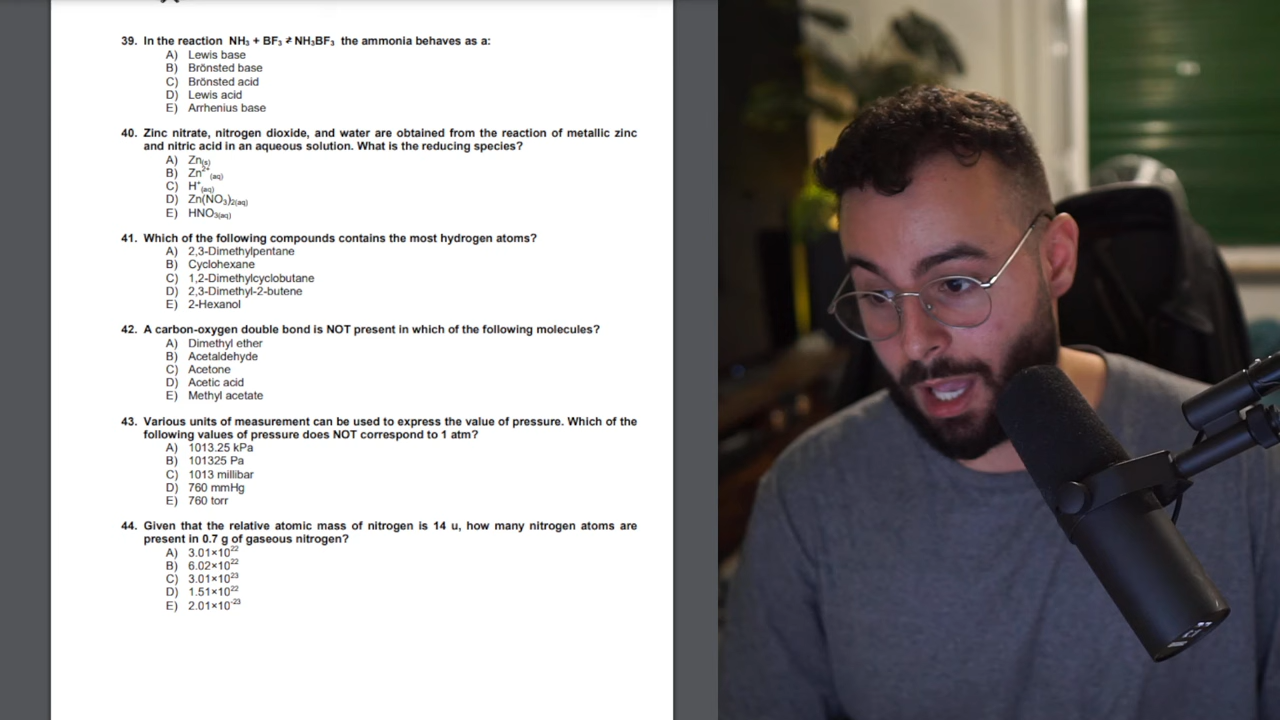 39. In the reaction NH₃ + BF₃ ⇄ NH₃BF₃ the ammonia behaves as a:
A) Lewis base
B) Brönsted base
C) Brönsted acid
D) Lewis acid
E) Arrhenius base
40. Zinc nitrate, nitrogen dioxide, and water are obtained from the reaction of metallic zinc
and nitric acid in an aqueous solution. What is the reducing species?
A) Zn₍s₎
B) Zn²⁺(aq)
C) H⁺(aq)
D) Zn(NO₃)₂(aq)
E) HNO₃(aq)
41. Which of the following compounds contains the most hydrogen atoms?
A) 2,3-Dimethylpentane
B) Cyclohexane
C) 1,2-Dimethylcyclobutane
D) 2,3-Dimethyl-2-butene
E) 2-Hexanol
42. A carbon-oxygen double bond is NOT present in which of the following molecules?
A) Dimethyl ether
B) Acetaldehyde
C) Acetone
D) Acetic acid
E) Methyl acetate
43. Various units of measurement can be used to express the value of pressure. Which of the
following values of pressure does NOT correspond to 1 atm?
A) 1013.25 kPa
B) 101325 Pa
C) 1013 millibar
D) 760 mmHg
E) 760 torr
44. Given that the relative atomic mass of nitrogen is 14 u, how many nitrogen atoms are
present in 0.7 g of gaseous nitrogen?
A) 3.01×10²²
B) 6.02×10²²
C) 3.01×10²³
D) 1.51×10²²
E) 2.01×10⁻²³